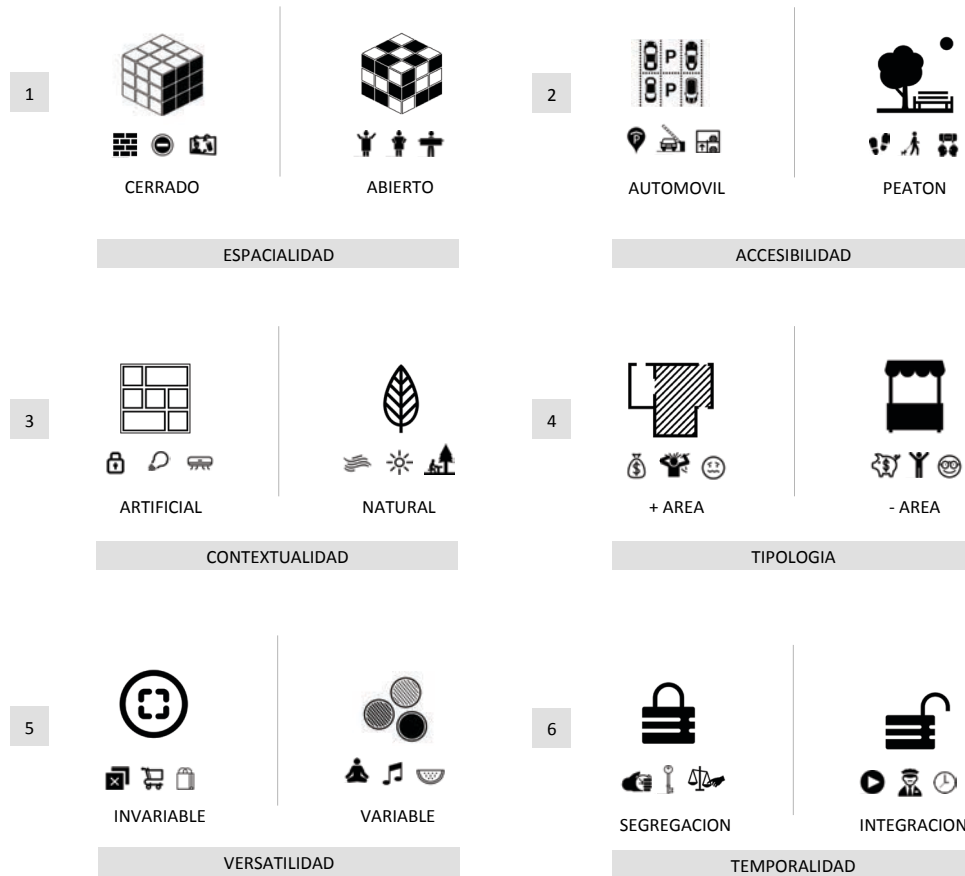 1
CERRADO
ABIERTO
ESPACIALIDAD
2
P
P
P
AUTOMOVIL
PEATON
ACCESIBILIDAD
3
ARTIFICIAL
NATURAL
CONTEXTUALIDAD
4
$
$
+ AREA
- AREA
TIPOLOGIA
5
INVARIABLE
VARIABLE
VERSATILIDAD
6
SEGREGACION
INTEGRACION
TEMPORALIDAD